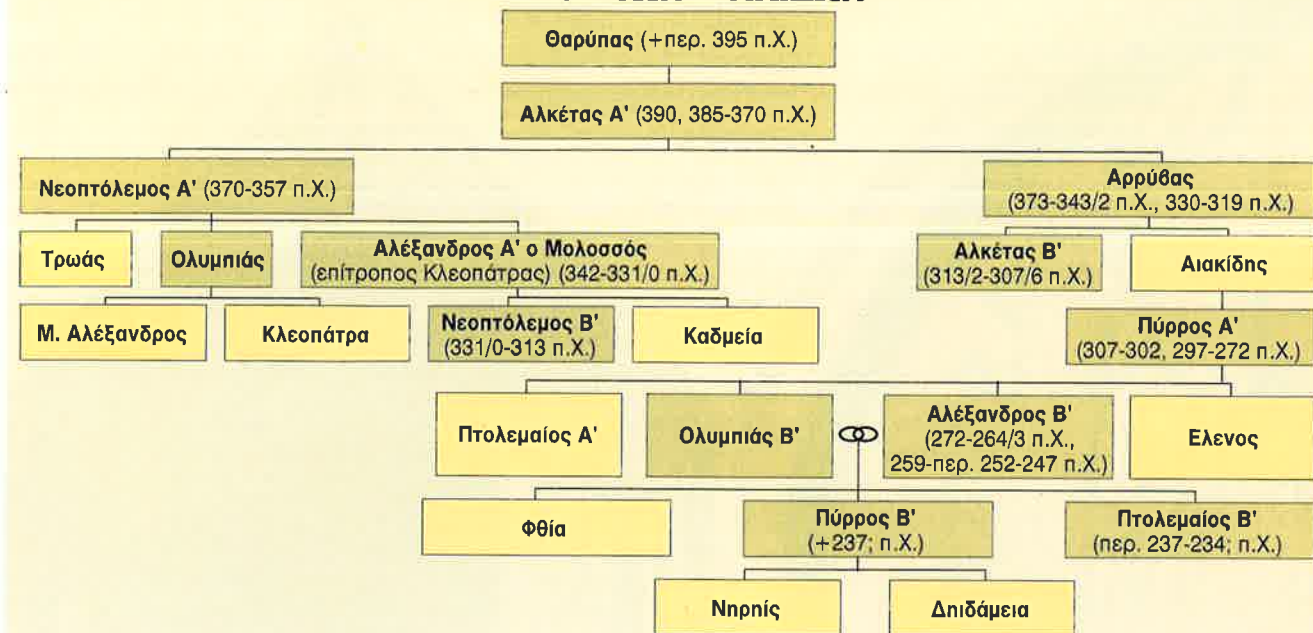 Θαρύπας (+περ. 395 π.Χ.)
Αλκέτας Α' (390, 385-370 π.Χ.)
Νεοπτόλεμος Α' (370-357 π.Χ.)
Αρρύβας
(373-343/2 π.Χ., 330-319 π.Χ.)
Τρωάς
Ολυμπιάς
Αλέξανδρος Α' ο Μολοσσός
(επίτροπος Κλεοπάτρας) (342-331/0 π.Χ.)
Αλκέτας Β'
(313/2-307/6 π.Χ.)
Αιακίδης
Μ. Αλέξανδρος
Κλεοπάτρα
Νεοπτόλεμος Β'
(331/0-313 π.Χ.)
Καδμεία
Πύρρος Α'
(307-302, 297-272 π.Χ.)
Πτολεμαίος Α'
Ολυμπιάς Β'
Αλέξανδρος Β'
(272-264/3 π.Χ.,
259-περ. 252-247 π.Χ.)
Ελενος
Φθία
Πύρρος Β'
(+237; π.Χ.)
Πτολεμαίος Β'
(περ. 237-234; π.Χ.)
Νηρηίς
Δηιδάμεια